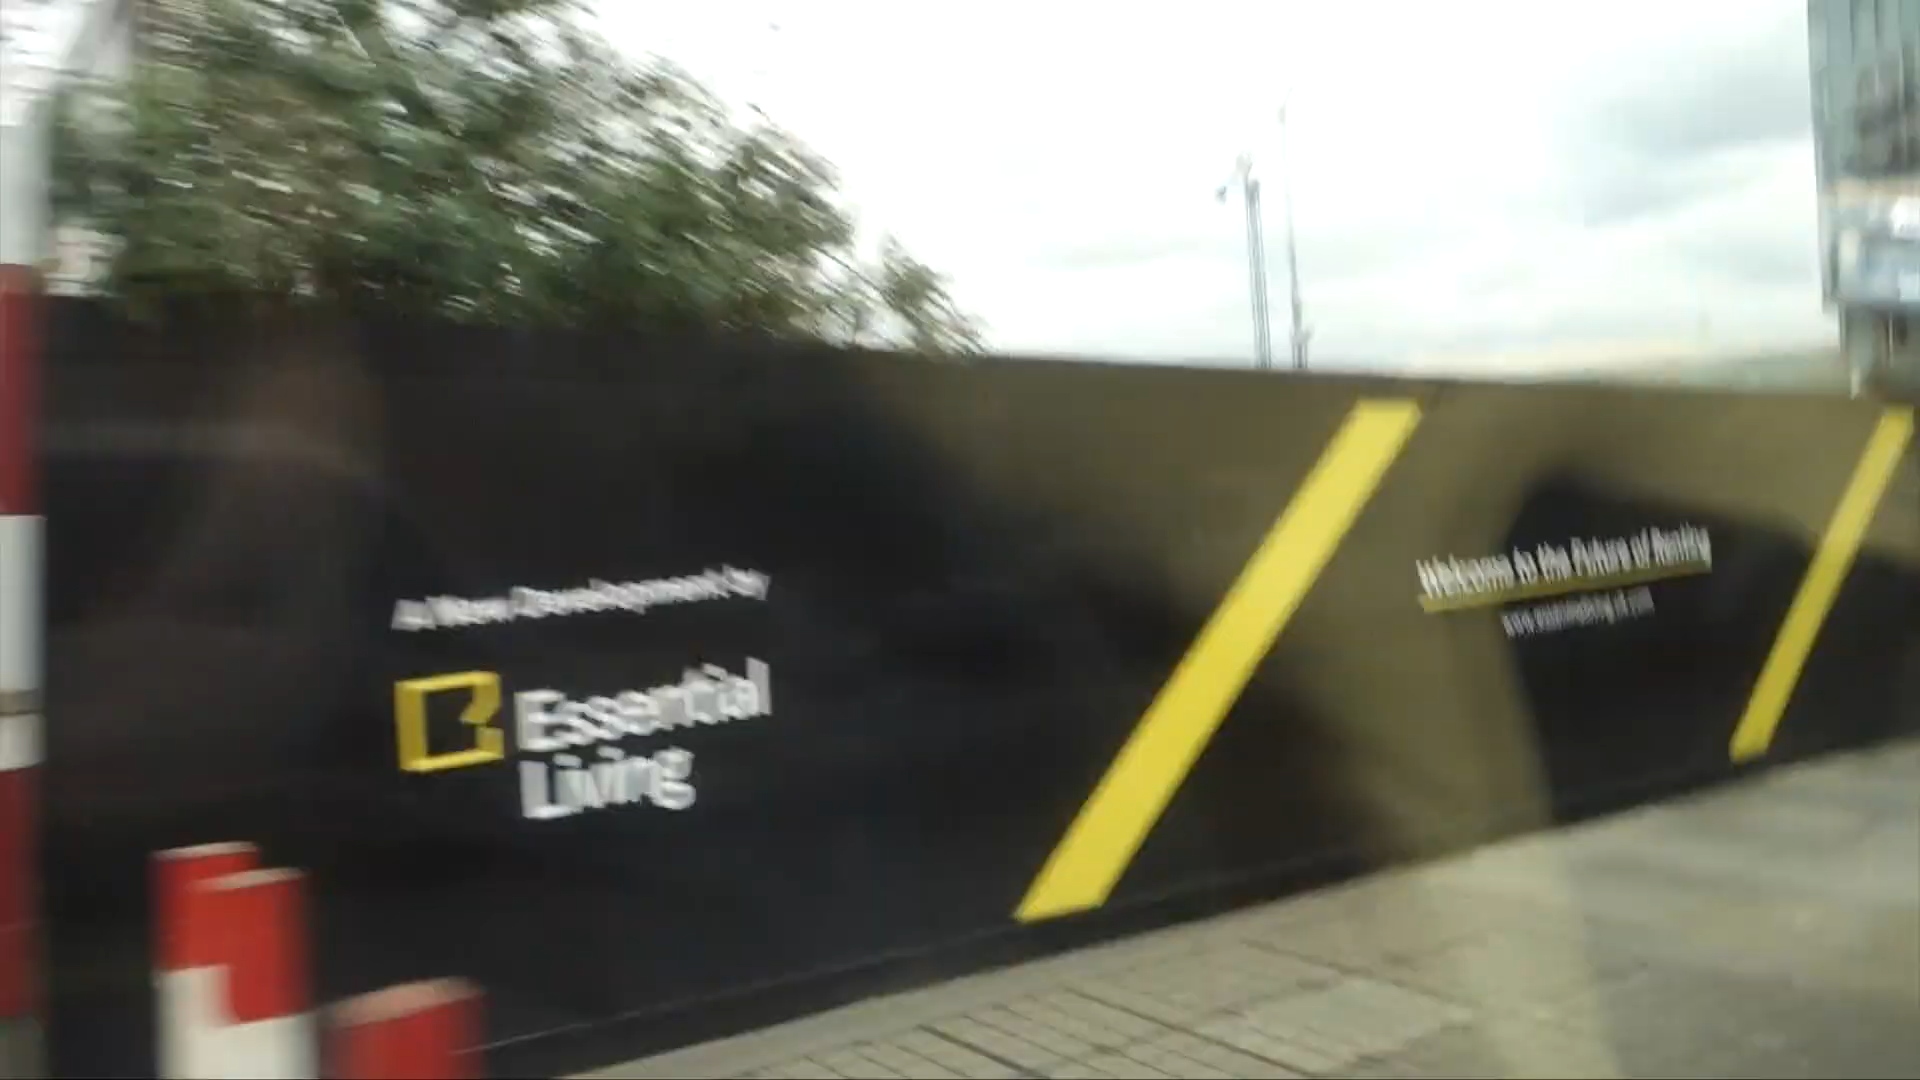 A New Development by
Essential
Living
Welcome to the Future of Renting